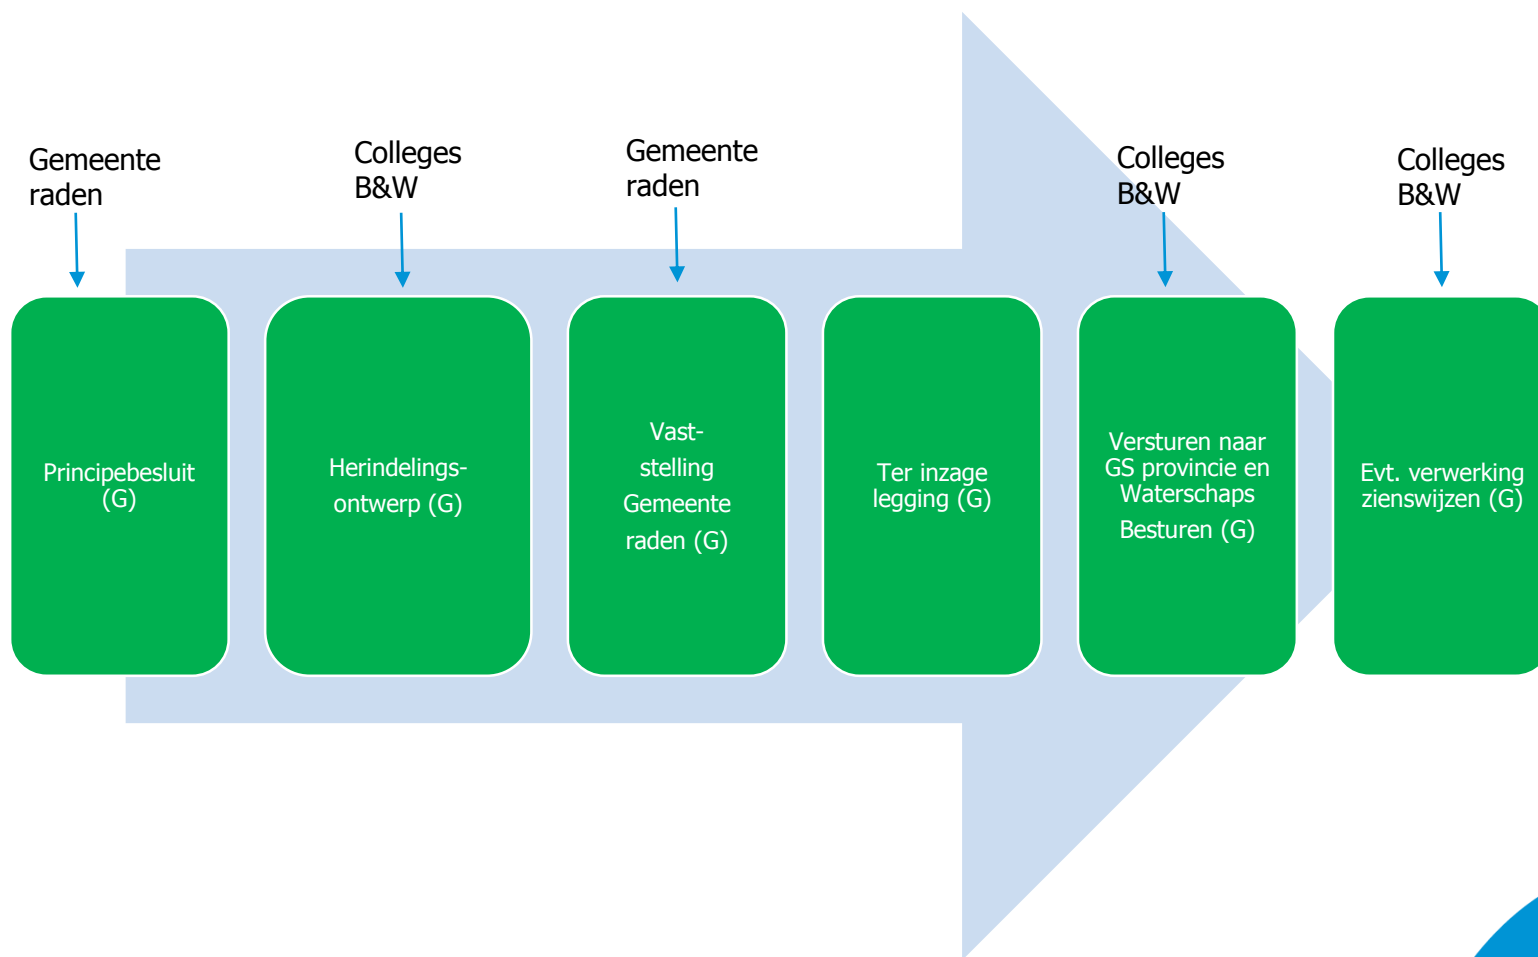 Gemeente
raden
Colleges
B&W
Gemeente
raden
Colleges
B&W
Colleges
B&W
Principebesluit
(G)
Herindelings-
ontwerp (G)
Vast-
stelling
Gemeente
raden (G)
Ter inzage
legging (G)
Versturen naar
GS provincie en
Waterschaps
Besturen (G)
Evt. verwerking
zienswijzen (G)